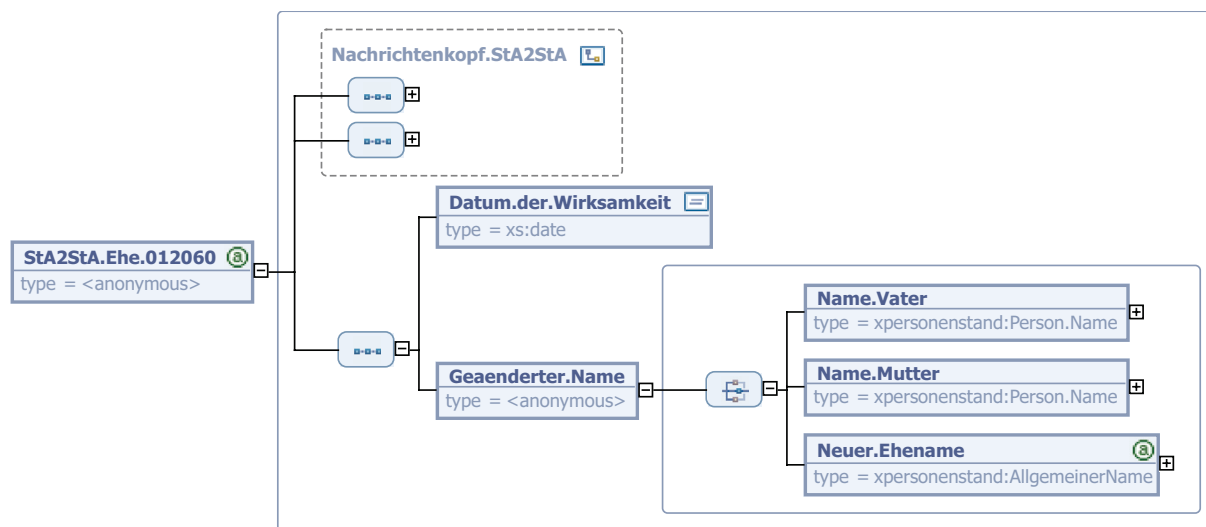 Nachrichtenkopf.StA2StA
Datum.der.Wirksamkeit
type = xs:date
StA2StA.Ehe.012060 a
type = <anonymous>
Name.Vater
type = xpersonenstand:Person.Name
Geaenderter.Name
type = <anonymous>
Name.Mutter
type = xpersonenstand:Person.Name
Neuer.Ehename a
type = xpersonenstand:AllgemeinerName